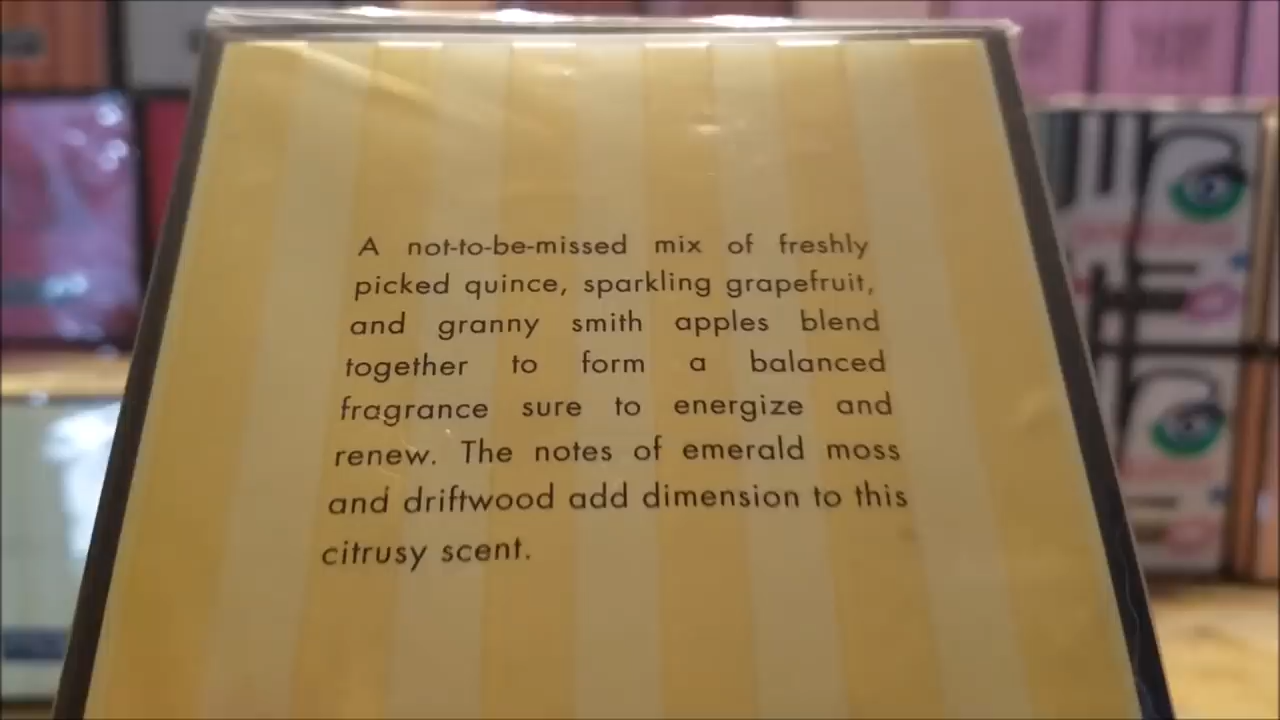 A not-to-be-missed mix of freshly
picked quince, sparkling grapefruit,
and granny smith apples blend
together to form a balanced
fragrance sure to energize and
renew. The notes of emerald moss
and driftwood add dimension to this
citrusy scent.